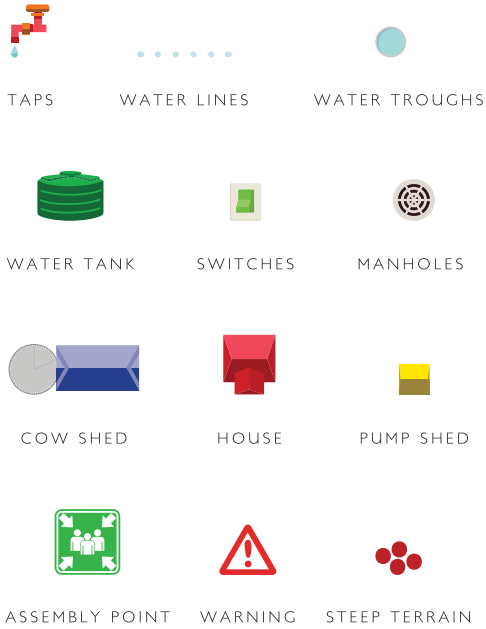 TAPS
WATER LINES
WATER TROUGHS
WATER TANK
SWITCHES
MANHOLES
COW SHED
HOUSE
PUMP SHED
ASSEMBLY POINT
WARNING
STEEP TERRAIN